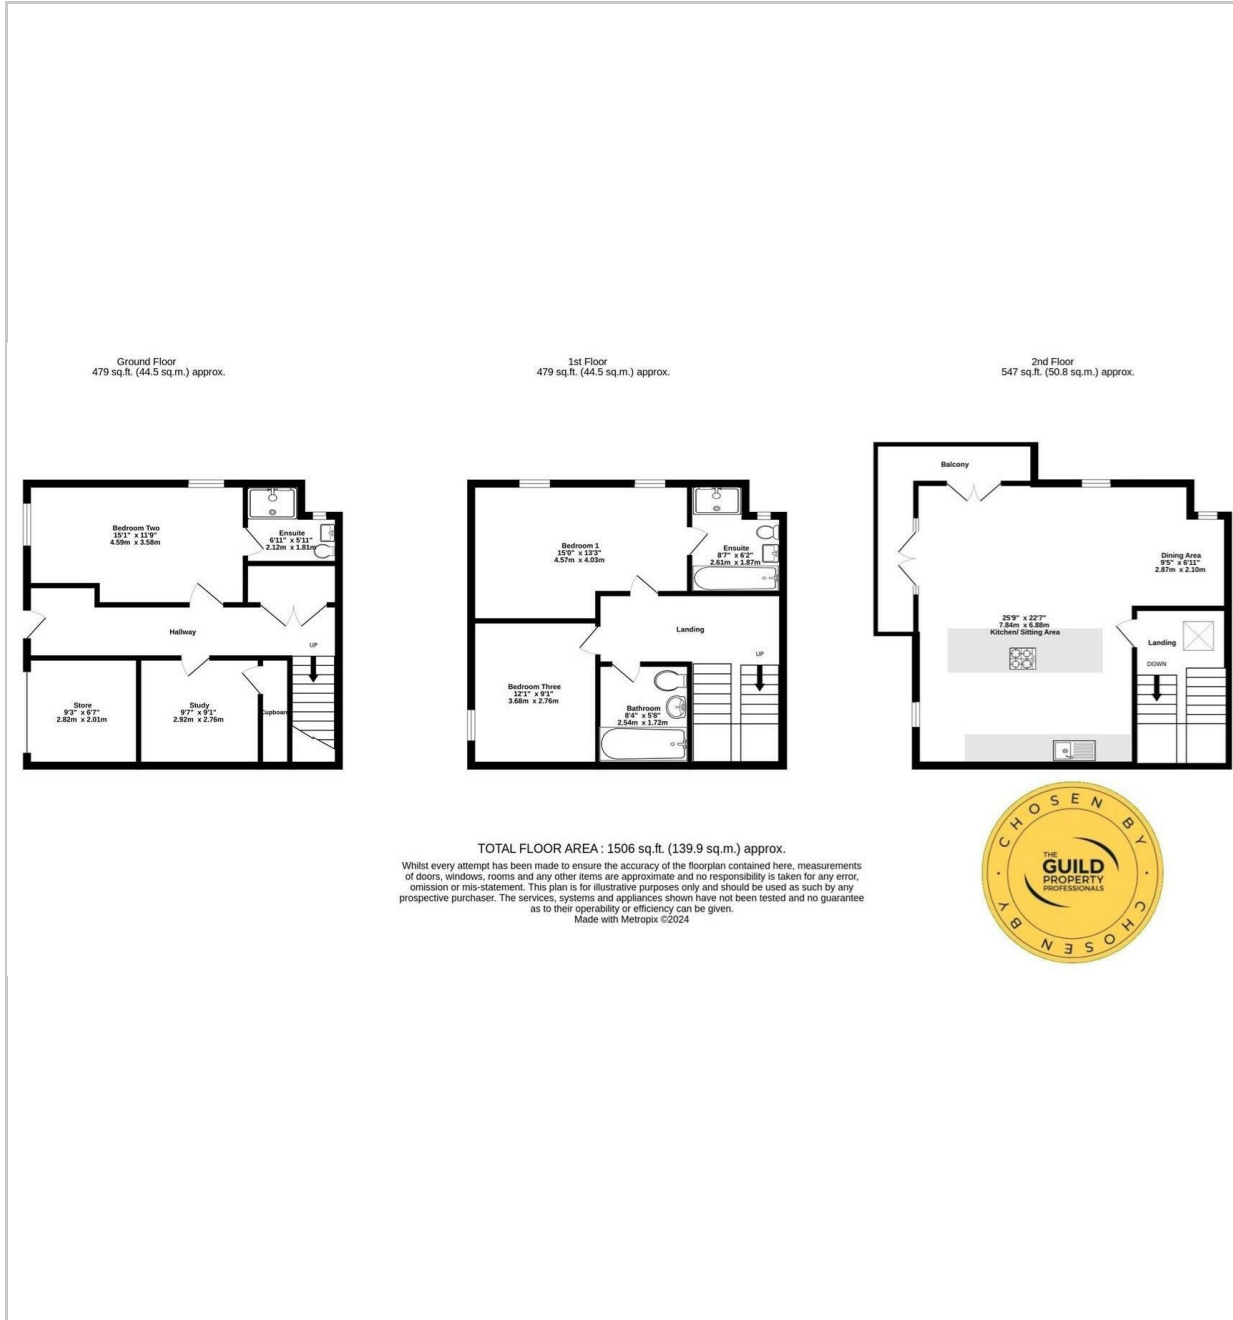 Ground Floor
479 sq.ft. (44.5 sq.m.) approx.
Bedroom Two
15'1" x 11'9"
4.59m x 3.58m
Ensuite
6'11" x 5'11"
2.12m x 1.81m
Hallway
UP
Store
9'3" x 6'7"
2.82m x 2.01m
Study
9'7" x 9'1"
2.92m x 2.76m
Cupboard
1st Floor
479 sq.ft. (44.5 sq.m.) approx.
Bedroom 1
15'0" x 13'3"
4.57m x 4.03m
Ensuite
8'7" x 6'2"
2.61m x 1.87m
Landing
UP
Bedroom Three
12'1" x 9'1"
3.68m x 2.76m
Bathroom
8'4" x 5'8"
2.54m x 1.72m
2nd Floor
547 sq.ft. (50.8 sq.m.) approx.
Balcony
Dining Area
9'5" x 6'11"
2.87m x 2.10m
25'9" x 22'7"
7.84m x 6.88m
Kitchen/ Sitting Area
Landing
DOWN
TOTAL FLOOR AREA : 1506 sq.ft. (139.9 sq.m.) approx.
Whilst every attempt has been made to ensure the accuracy of the floorplan contained here, measurements
of doors, windows, rooms and any other items are approximate and no responsibility is taken for any error,
omission or mis-statement. This plan is for illustrative purposes only and should be used as such by any
prospective purchaser. The services, systems and appliances shown have not been tested and no guarantee
as to their operability or efficiency can be given.
Made with Metropix ©2024
CHOSEN BY
THE
GUILD
PROPERTY
PROFESSIONALS
CHOSEN BY